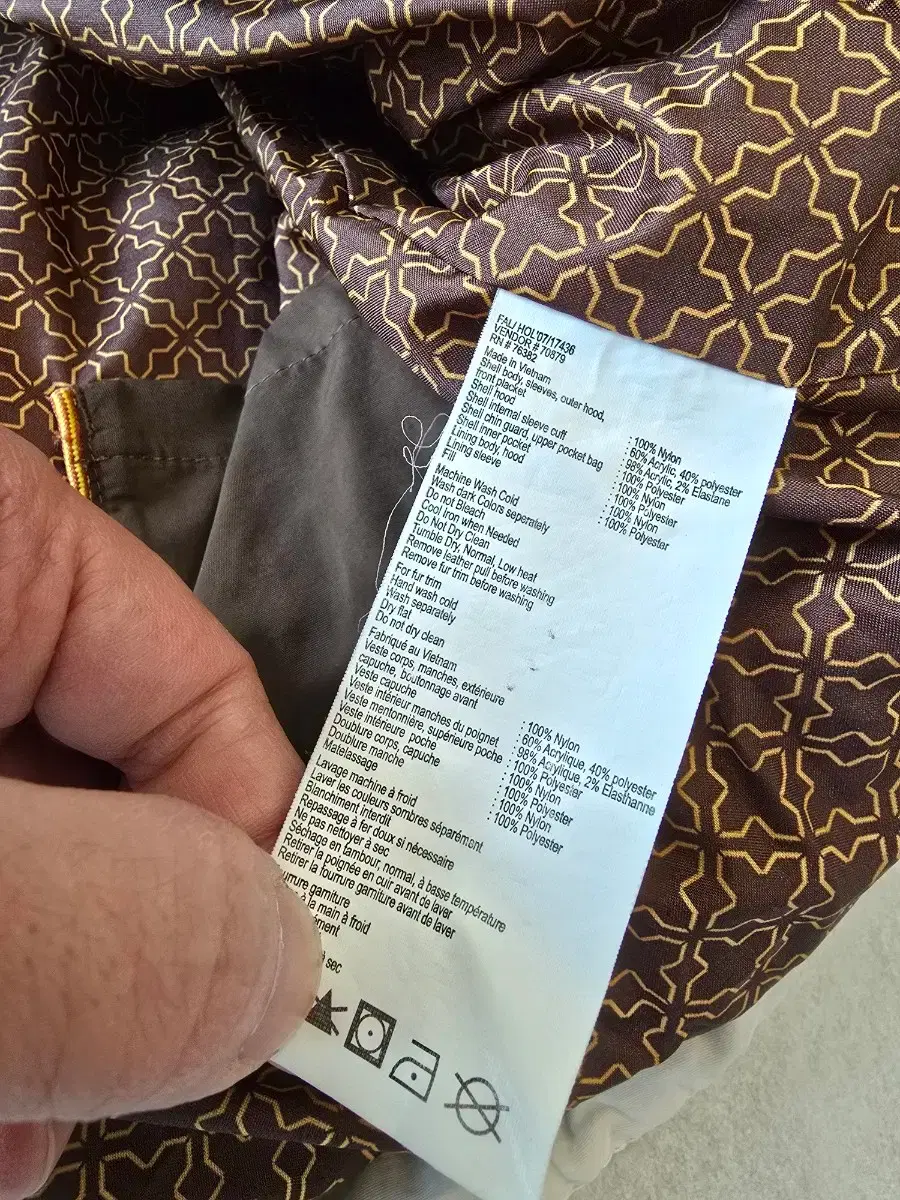 FALL/ HOL'07/17436
VENDOR # 70879
RN # 76382
Made in Vietnam
Shell body, sleeves, outer hood,
front placket : 100% Nylon
Shell hood : 60% Acrylic, 40% polyester
Shell internal sleeve cuff : 98% Acrylic, 2% Elastane
Shell chin guard, upper pocket bag : 100% Polyester
Shell inner pocket : 100% Nylon
Lining body, hood : 100% Polyester
Lining sleeve : 100% Nylon
Fill : 100% Polyester
Machine Wash Cold
Wash dark Colors seperately
Do not Bleach
Cool Iron when Needed
Do Not Dry Clean
Tumble Dry, Normal, Low heat
Remove leather pull before washing
Remove fur trim before washing
For fur trim
Hand wash cold
Wash separately
Dry flat
Do not dry clean
Fabriqué au Vietnam
Veste corps, manches, extérieure
capuche, boutonnage avant : 100% Nylon
Veste capuche : 60% Acrylique, 40% polyester
Veste intérieur manches du poignet : 98% Acrylique, 2% Elasthanne
Veste mentonnière, supérieure poche : 100% Polyester
Veste intérieure poche : 100% Nylon
Doublure corps, capuche : 100% Polyester
Doublure manche : 100% Nylon
Matelassage : 100% Polyester
Lavage machine à froid
Laver les couleurs sombres séparément
Blanchiment interdit
Repassage à fer doux si nécessaire
Ne pas nettoyer à sec
Séchage en tambour, normal, à basse température
Retirer la poignée en cuir avant de laver
Retirer la fourrure garniture avant de laver
garniture
à la main à froid
à sec